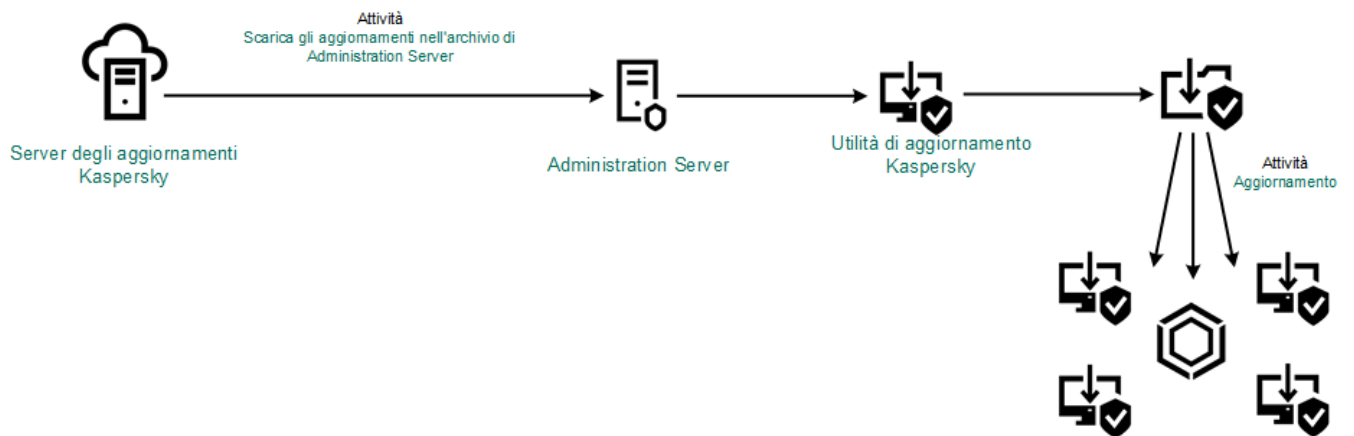 Attività
Scarica gli aggiornamenti nell'archivio di
Administration Server
Server degli aggiornamenti
Kaspersky
Administration Server
Utilità di aggiornamento
Kaspersky
Attività
Aggiornamento